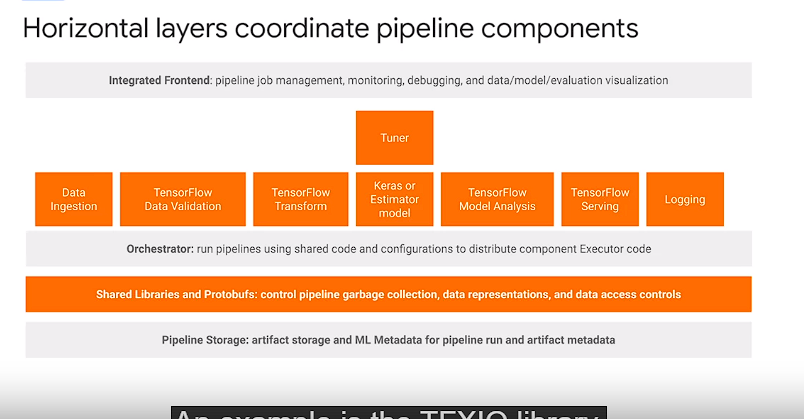 Horizontal layers coordinate pipeline components
Integrated Frontend: pipeline job management, monitoring, debugging, and data/model/evaluation visualization
Tuner
Data
Ingestion
TensorFlow
Data Validation
TensorFlow
Transform
Keras or
Estimator
model
TensorFlow
Model Analysis
TensorFlow
Serving
Logging
Orchestrator: run pipelines using shared code and configurations to distribute component Executor code
Shared Libraries and Protobufs: control pipeline garbage collection, data representations, and data access controls
Pipeline Storage: artifact storage and ML Metadata for pipeline run and artifact metadata
An example is the TFXIO library